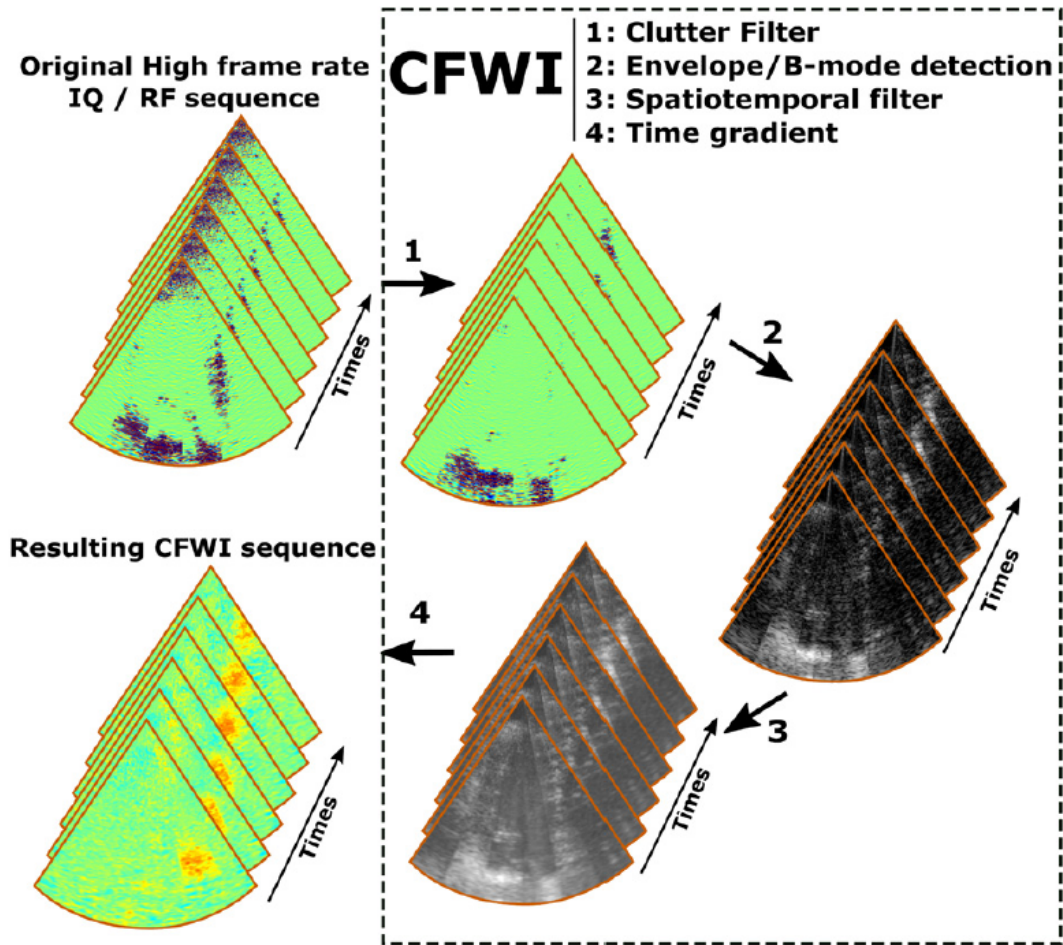 Original High frame rate
IQ / RF sequence
CFWI
1: Clutter Filter
2: Envelope/B-mode detection
3: Spatiotemporal filter
4: Time gradient
1
Times
2
Times
Times
3
Times
4
Resulting CFWI sequence
Times